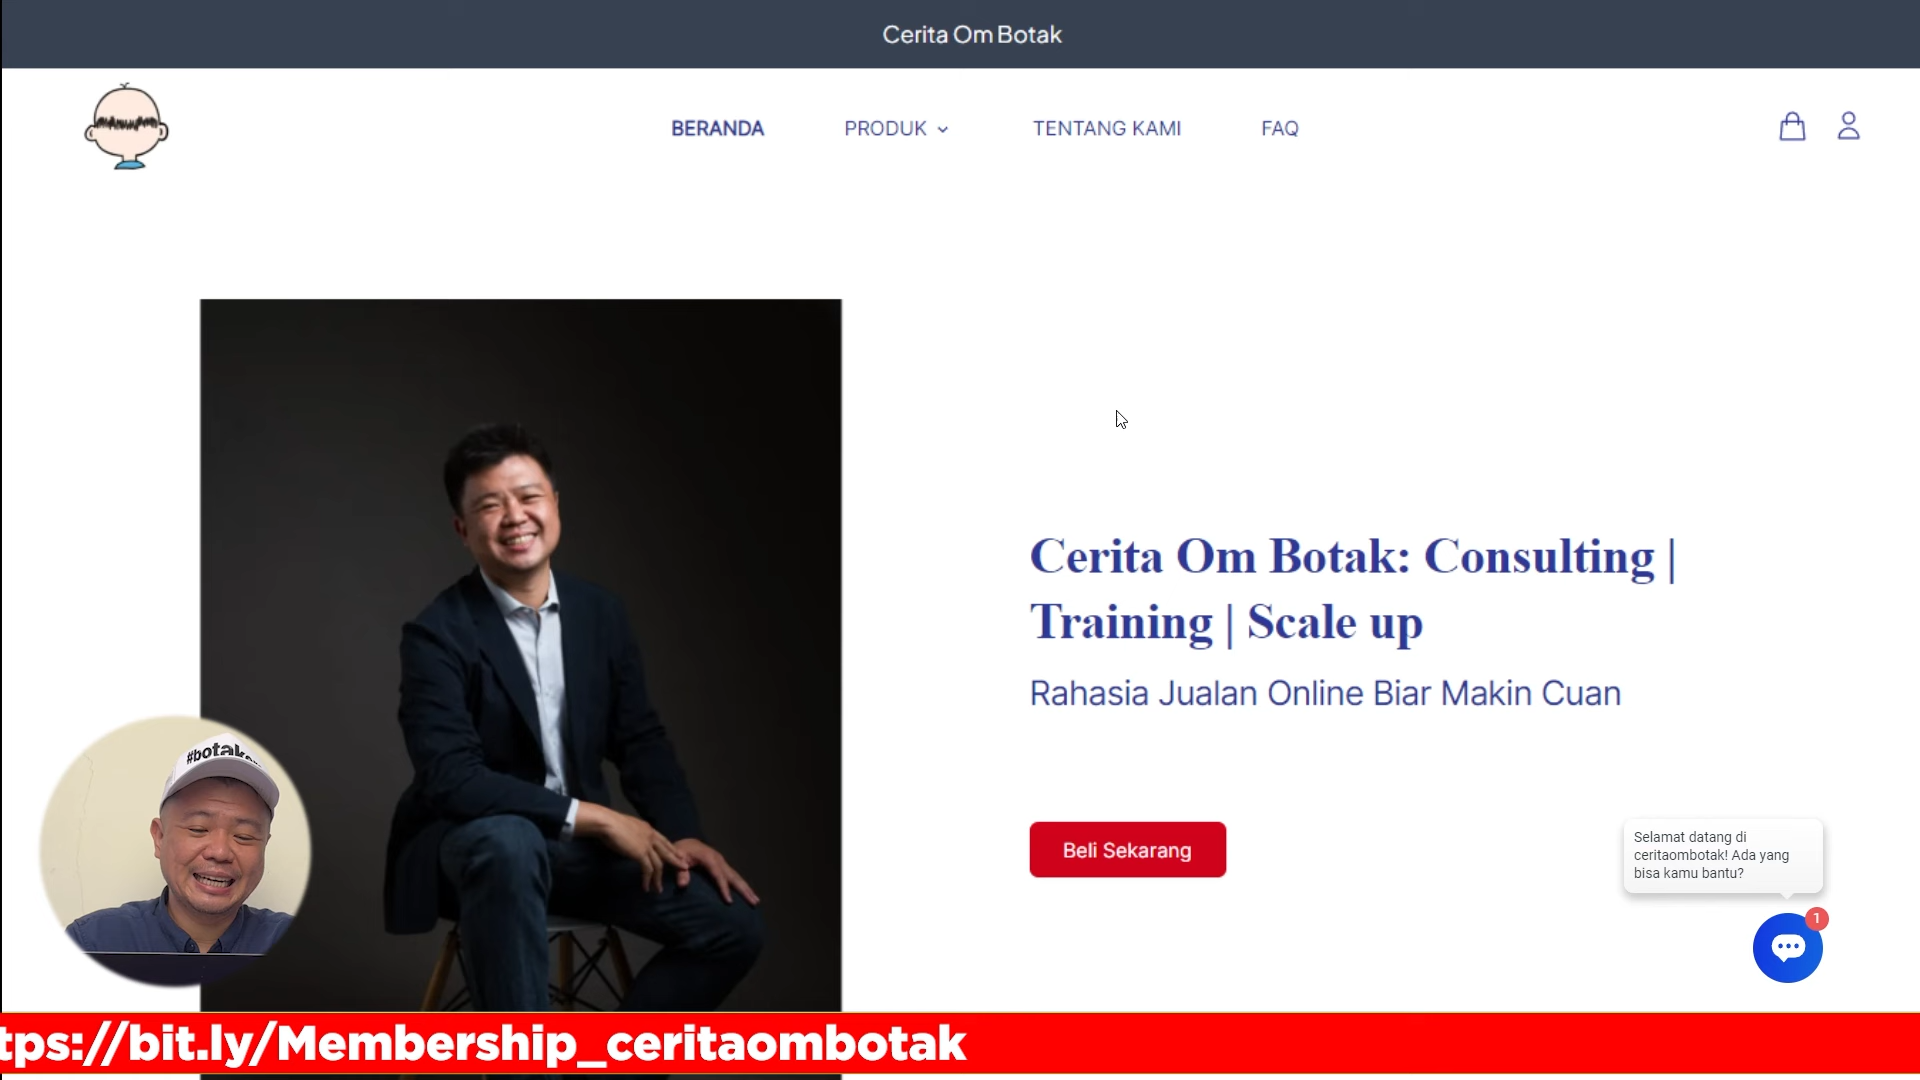 Cerita Om Botak
BERANDA
PRODUK
TENTANG KAMI
FAQ
Cerita Om Botak: Consulting |
Training | Scale up
Rahasia Jualan Online Biar Makin Cuan
#botak
Beli Sekarang
Selamat datang di
ceritaombotak! Ada yang
bisa kamu bantu?
1
tps://bit.ly/Membership_ceritaombotak